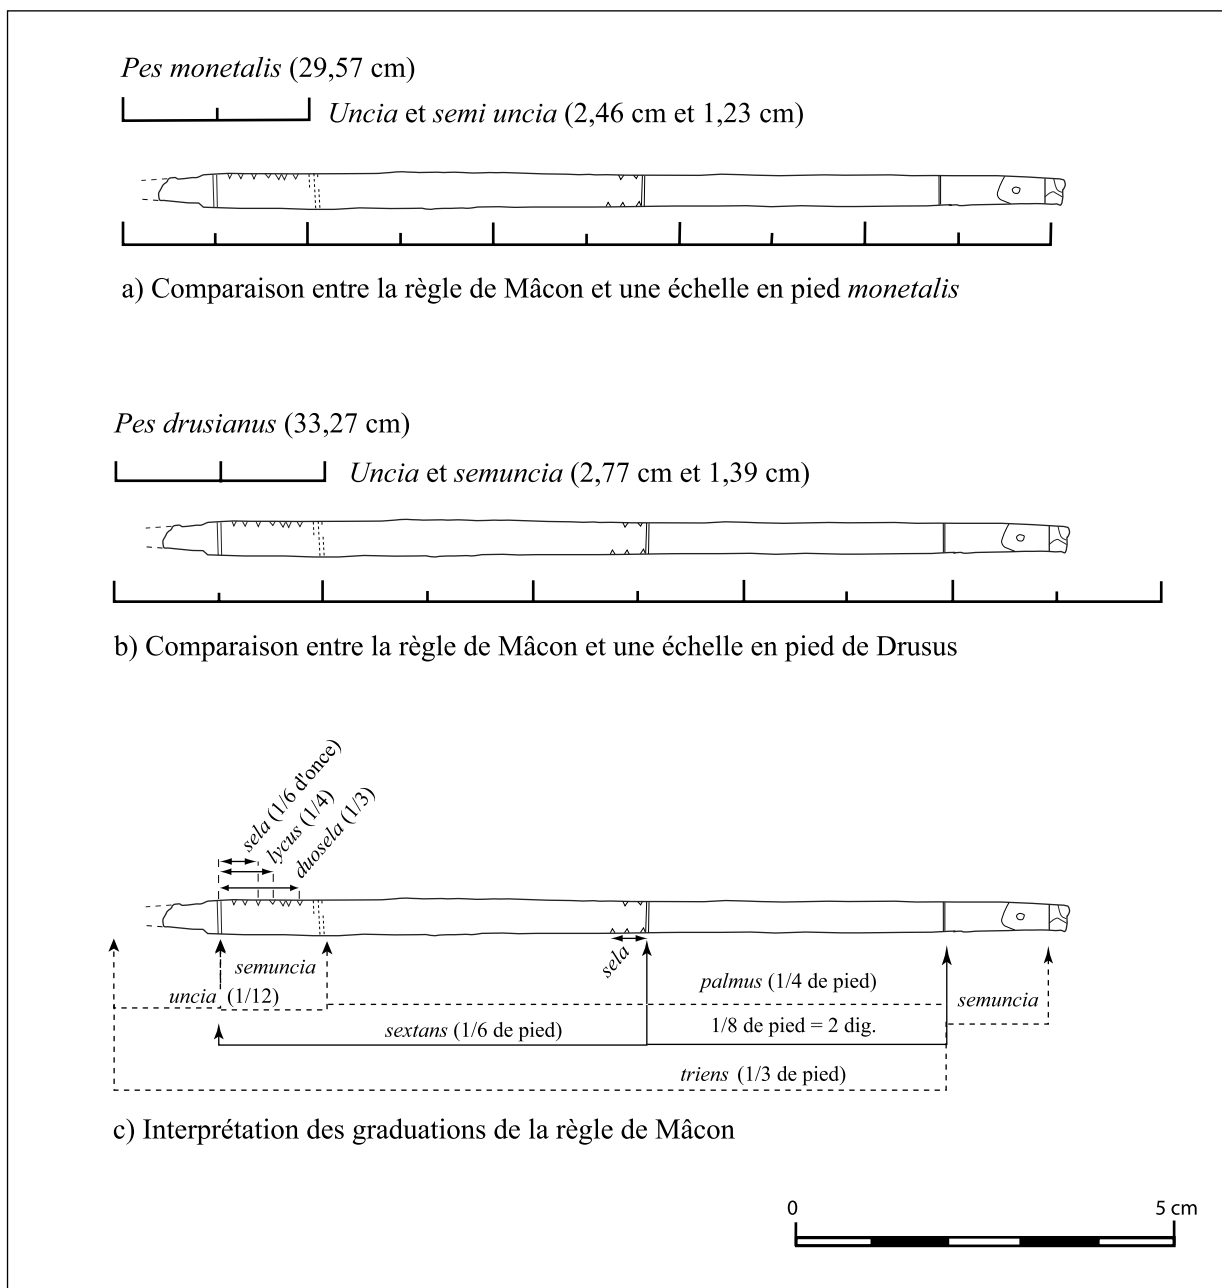 Pes monetalis (29,57 cm)
Uncia et semi uncia (2,46 cm et 1,23 cm)
a) Comparaison entre la règle de Mâcon et une échelle en pied monetalis
Pes drusianus (33,27 cm)
Uncia et semuncia (2,77 cm et 1,39 cm)
b) Comparaison entre la règle de Mâcon et une échelle en pied de Drusus
sela (1/6 d'once)
lycus (1/4)
duosela (1/3)
semuncia
uncia (1/12)
sela
palmus (1/4 de pied)
semuncia
sextans (1/6 de pied)
1/8 de pied = 2 dig.
triens (1/3 de pied)
c) Interprétation des graduations de la règle de Mâcon
0
5 cm